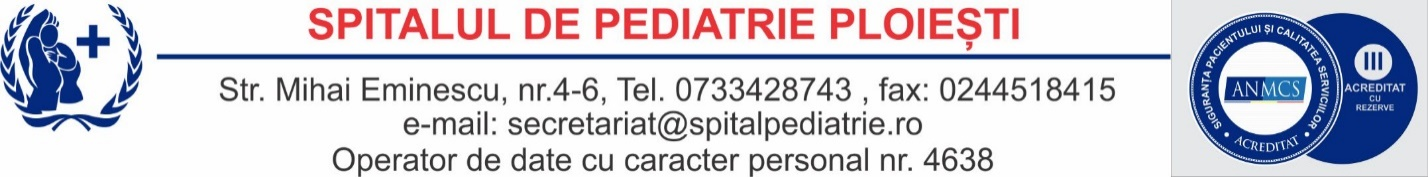 SPITALUL DE PEDIATRIE PLOIEȘTI
Str. Mihai Eminescu, nr.4-6, Tel. 0733428743 , fax: 0244518415
e-mail: secretariat@spitalpediatrie.ro
Operator de date cu caracter personal nr. 4638
SIGURANȚA PACIENTULUI ȘI CALITATEA SERVICIILOR
ANMCS
• ACREDITAT •
III
ACREDITAT
CU
REZERVE